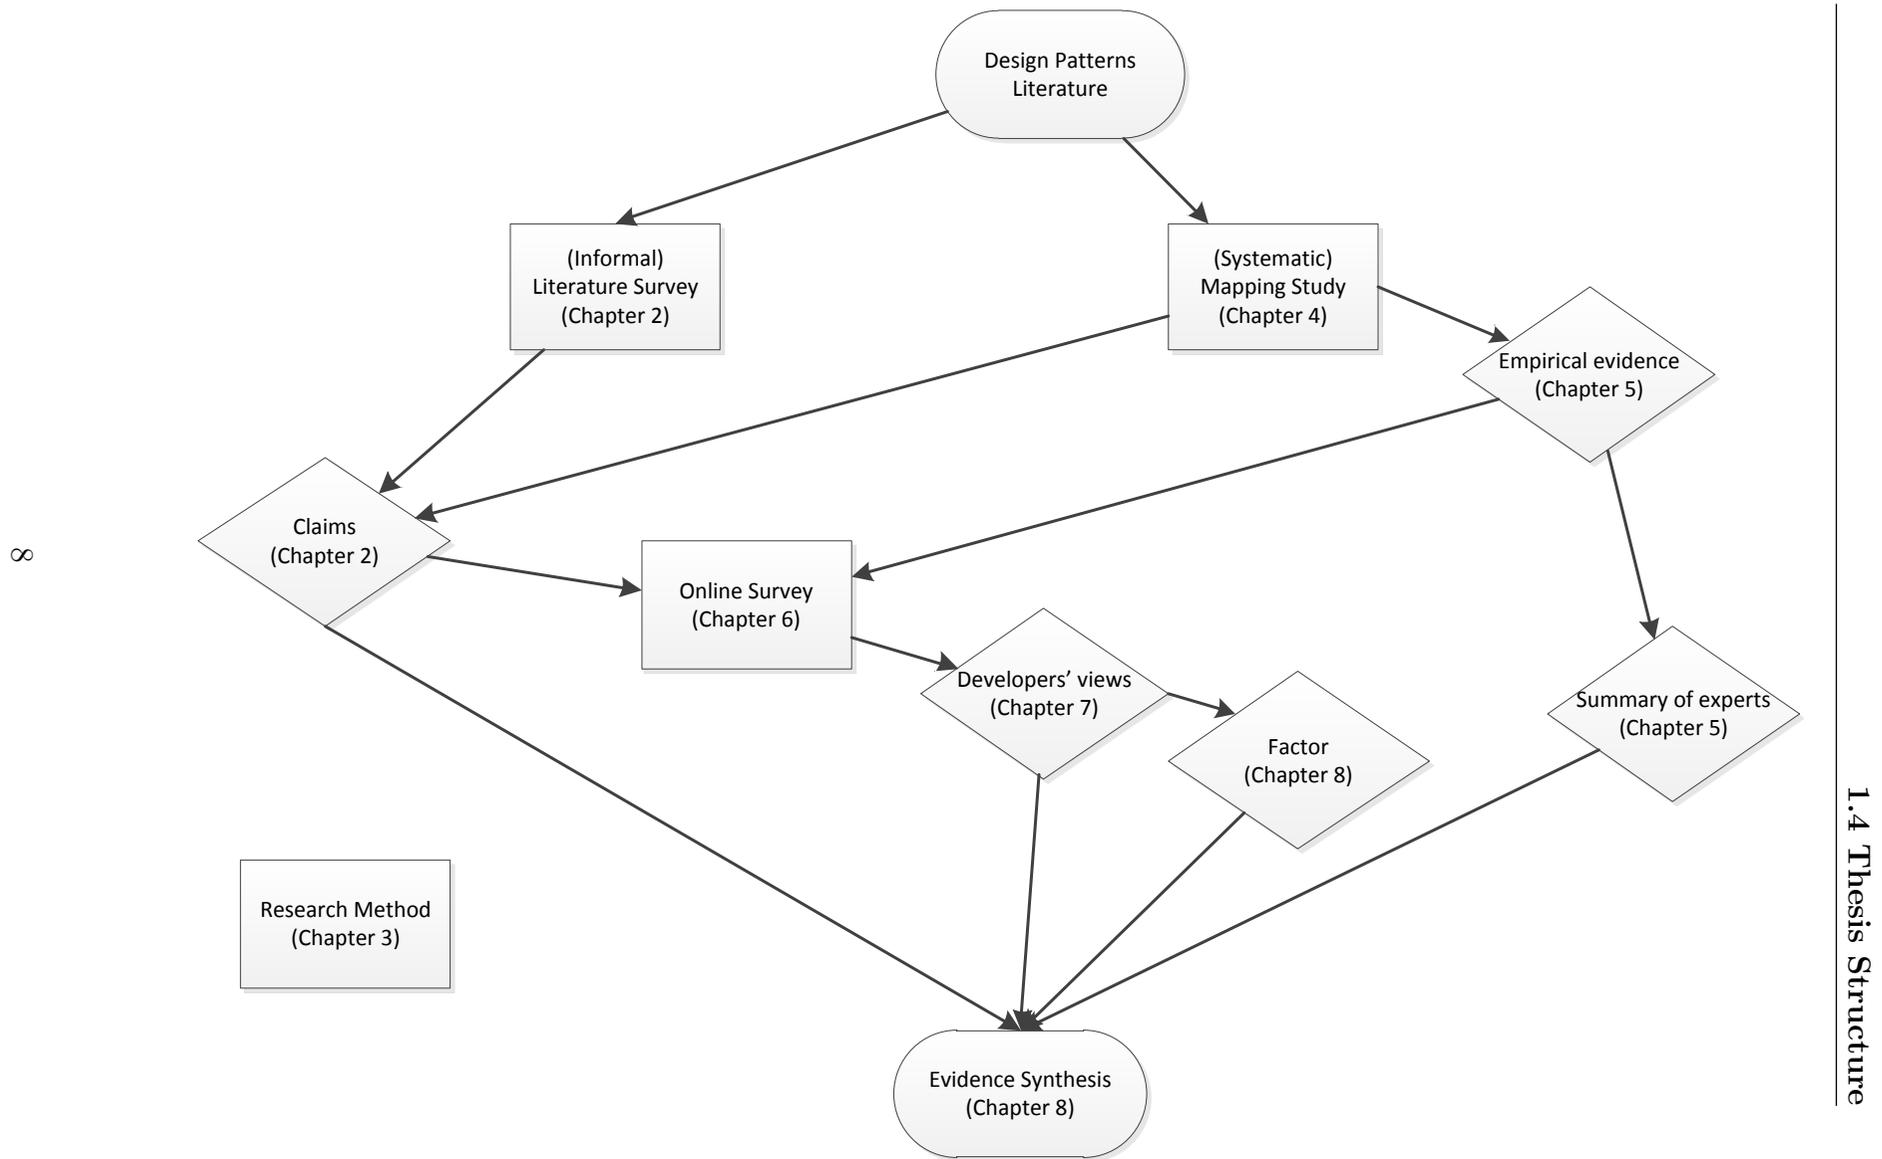 1.4 Thesis Structure
Design Patterns
Literature
(Informal)
Literature Survey
(Chapter 2)
(Systematic)
Mapping Study
(Chapter 4)
Empirical evidence
(Chapter 5)
Claims
(Chapter 2)
Online Survey
(Chapter 6)
Developers’ views
(Chapter 7)
Factor
(Chapter 8)
Summary of experts
(Chapter 5)
Research Method
(Chapter 3)
Evidence Synthesis
(Chapter 8)
8